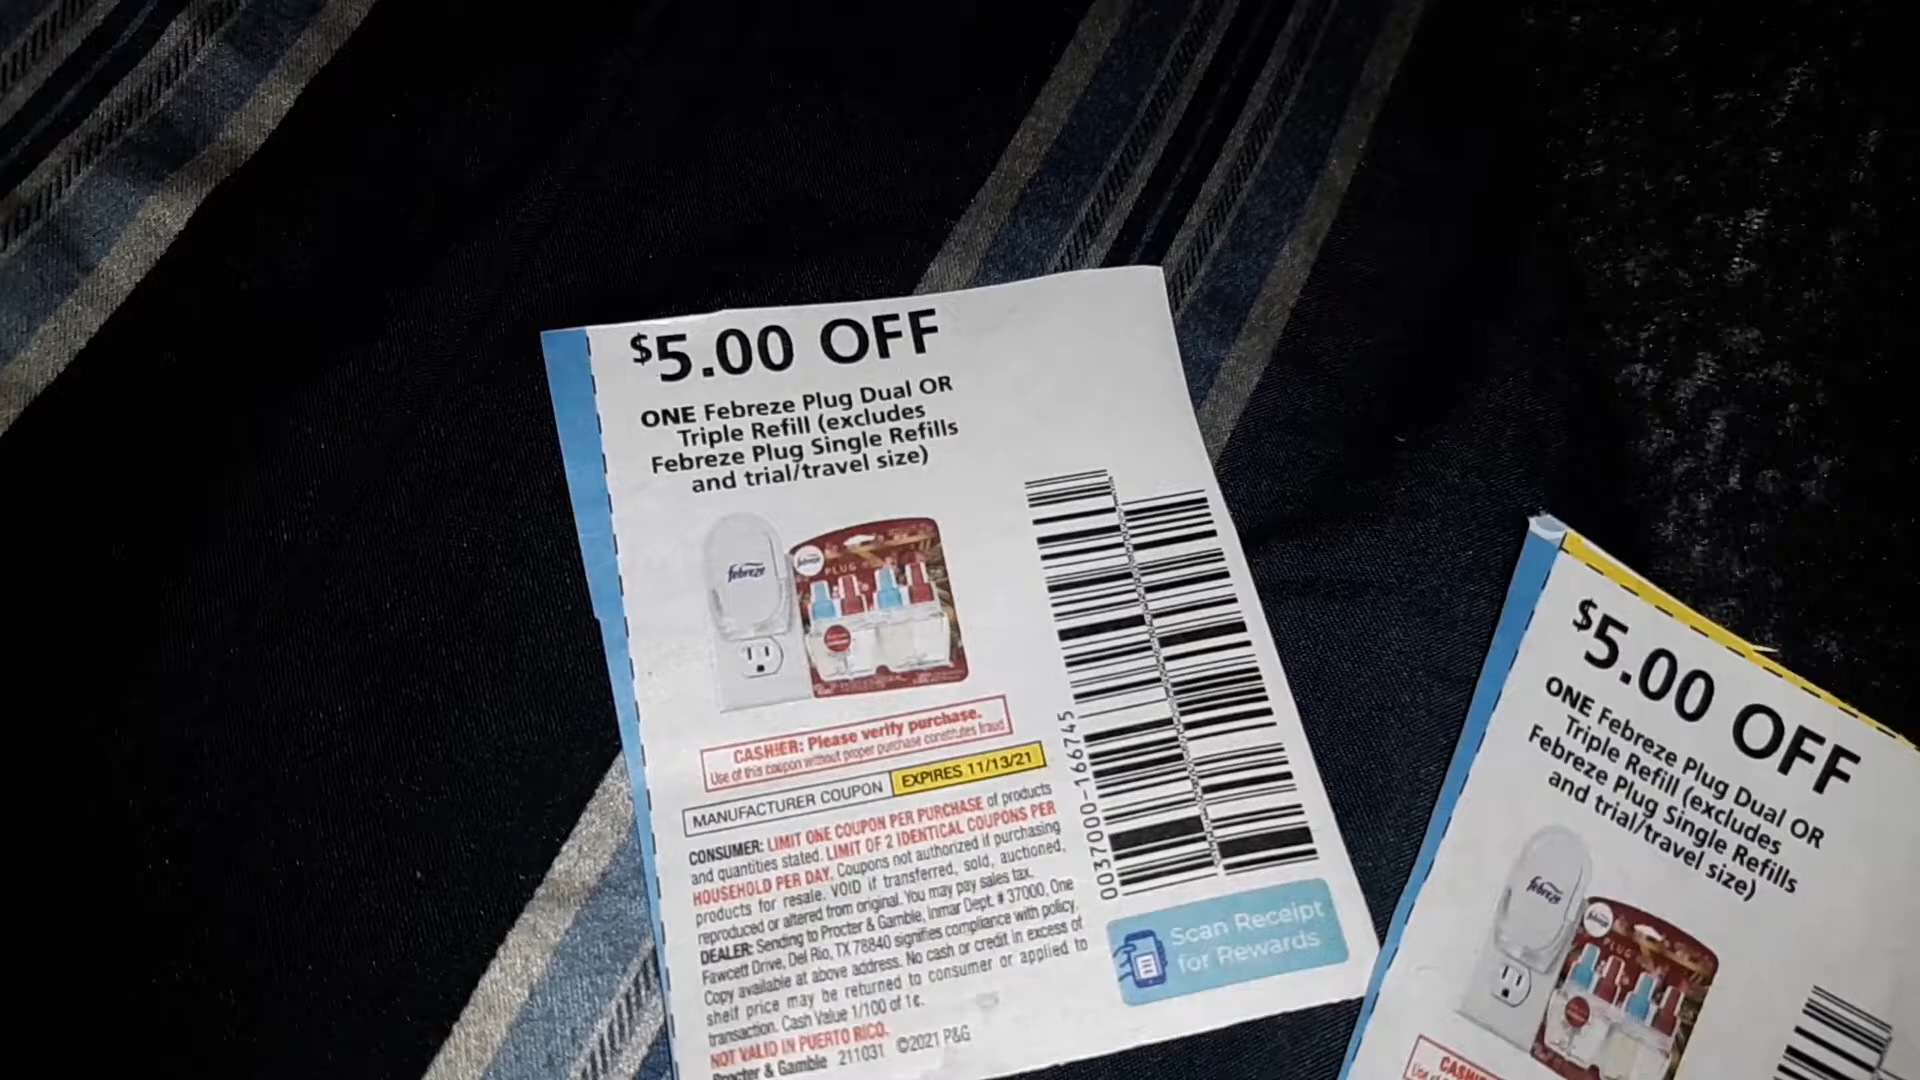 $5.00 OFF
ONE Febreze Plug Dual OR
Triple Refill (excludes
Febreze Plug Single Refills
and trial/travel size)
febreze
febreze
PLUG
CASHIER: Please verify purchase.
Use of this coupon without proper purchase constitutes fraud
MANUFACTURER COUPON EXPIRES 11/13/21
CONSUMER: LIMIT ONE COUPON PER PURCHASE of products
and quantities stated. LIMIT OF 2 IDENTICAL COUPONS PER
HOUSEHOLD PER DAY. Coupons not authorized if purchasing
products for resale. VOID if transferred, sold, auctioned,
reproduced or altered from original. You may pay sales tax.
DEALER: Sending to Procter & Gamble, Inmar Dept. # 37000, One
Fawcett Drive, Del Rio, TX 78840 signifies compliance with policy.
Copy available at above address. No cash or credit in excess of
shelf price may be returned to consumer or applied to
transaction. Cash Value 1/100 of 1¢.
NOT VALID IN PUERTO RICO.
Procter & Gamble 211031 ©2021 P&G
0037000-166745
Scan Receipt
for Rewards
$5.00 OFF
ONE Febreze Plug Dual OR
Triple Refill (excludes
Febreze Plug Single Refills
and trial/travel size)
febreze
PLUG